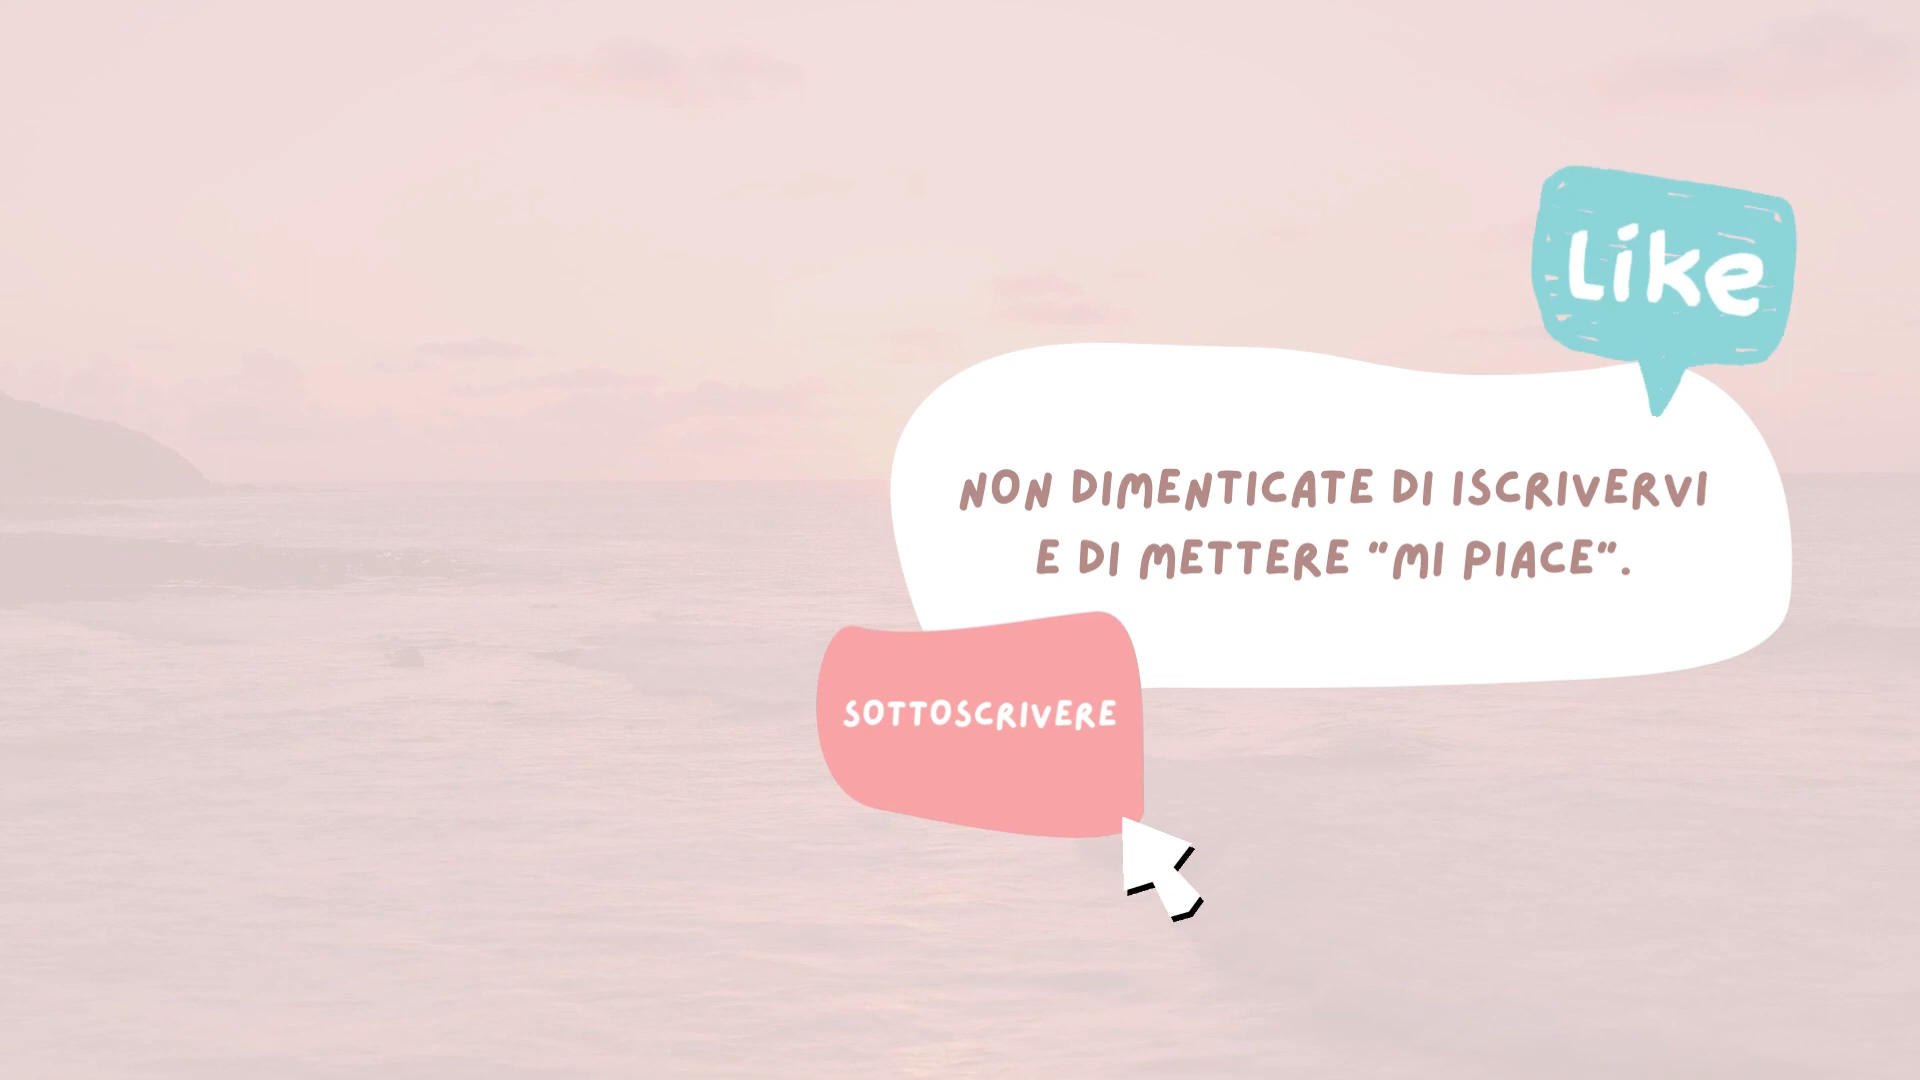 Like
NON DIMENTICATE DI ISCRIVERVI
E DI METTERE "MI PIACE".
SOTTOSCRIVERE